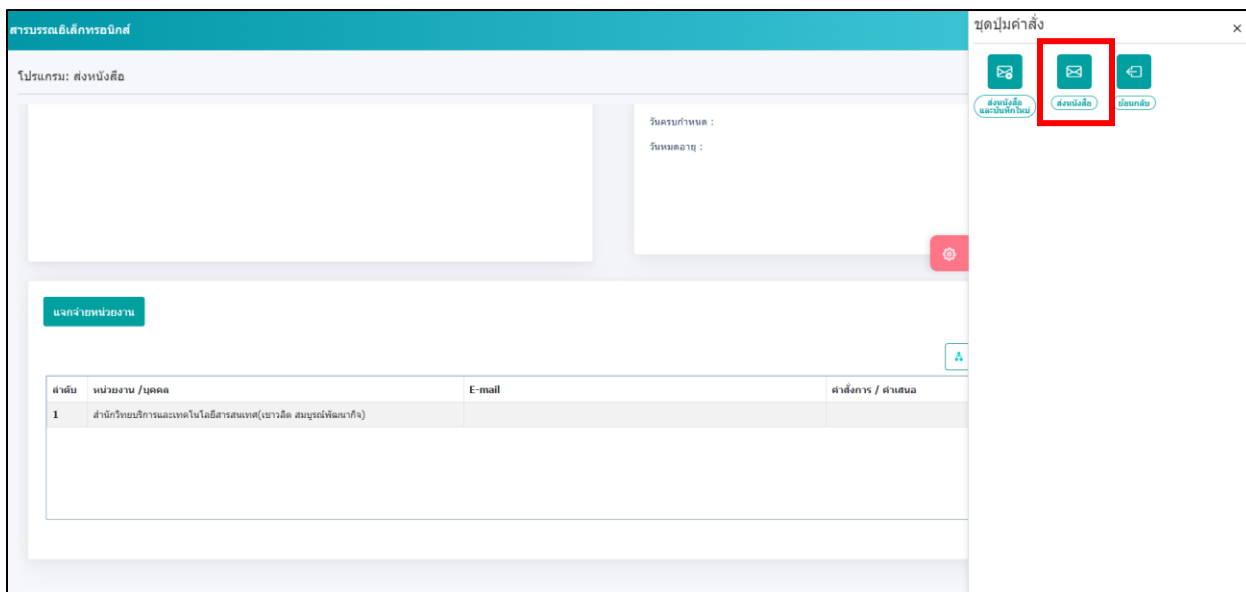 สารบรรณอิเล็กทรอนิกส์
ชุดปุ่มคำสั่ง
โปรแกรม: ส่งหนังสือ
ส่งหนังสือ
และบันทึกใหม่
ส่งหนังสือ
ย้อนกลับ
วันครบกำหนด :
วันหมดอายุ :
แจกจ่ายหน่วยงาน
ลำดับ หน่วยงาน /บุคคล E-mail คำสั่งการ / คำเสนอ
1 สำนักวิทยบริการและเทคโนโลยีสารสนเทศ(เชาวลิต สมบูรณ์พัฒนากิจ)